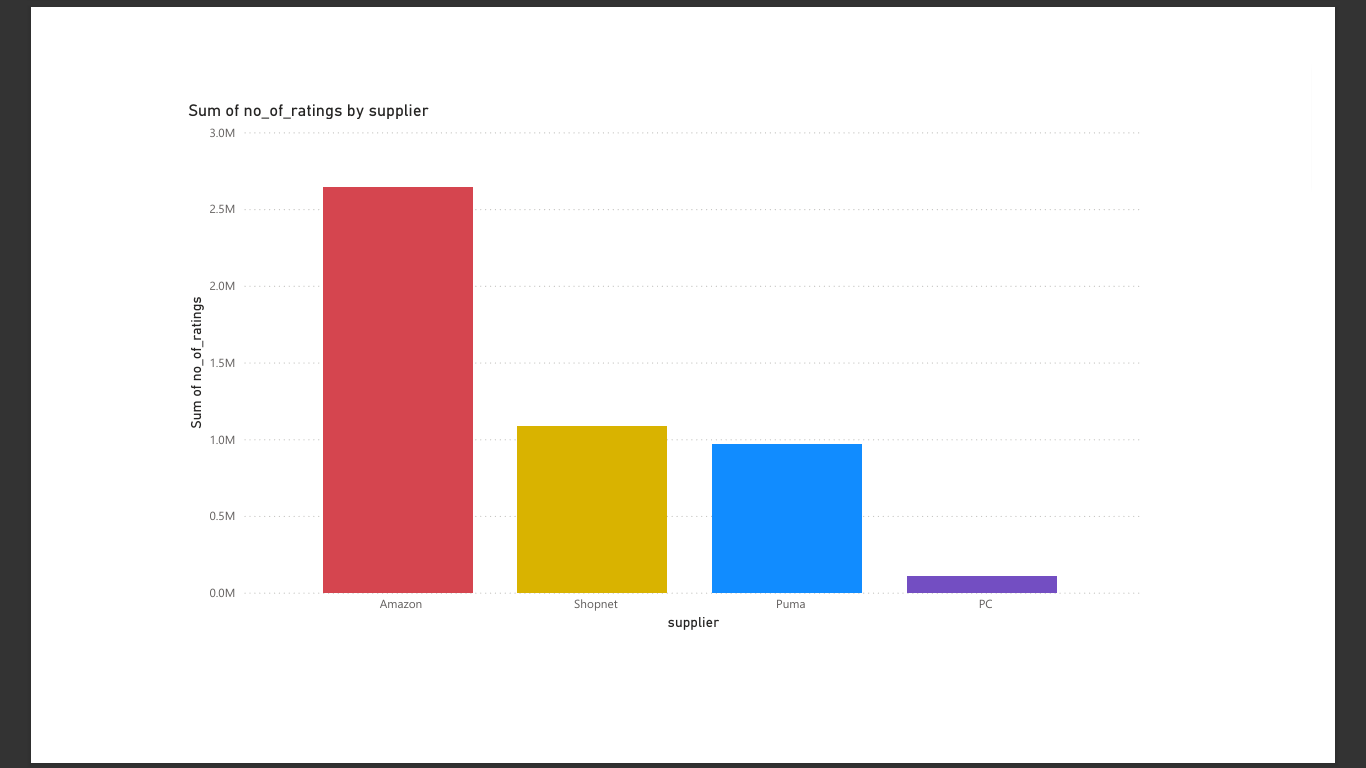 Sum of no_of_ratings by supplier
3.0M
2.5M
2.0M
1.5M
1.0M
0.5M
0.0M
Sum of no_of_ratings
Amazon Shopnet Puma PC
supplier